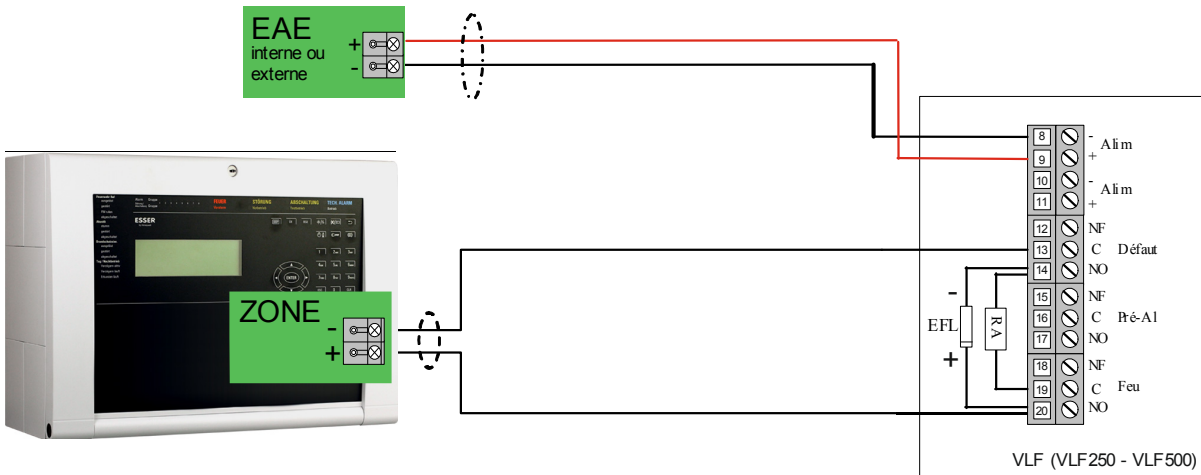 EAE
interne ou
externe
+
-
8 -
Alim
9 +
10 -
Alim
11 +
12 NF
13 C Défaut
14 NO
15 NF
16 C Pré-Al
17 NO
18 NF
19 C Feu
20 NO
-
EFL
+
RA
FEUER
STÖRUNG
ABSCHALTUNG
TECH. ALARM
ESSER
ENTER
ZONE
-
+
VLF (VLF250 - VLF500)